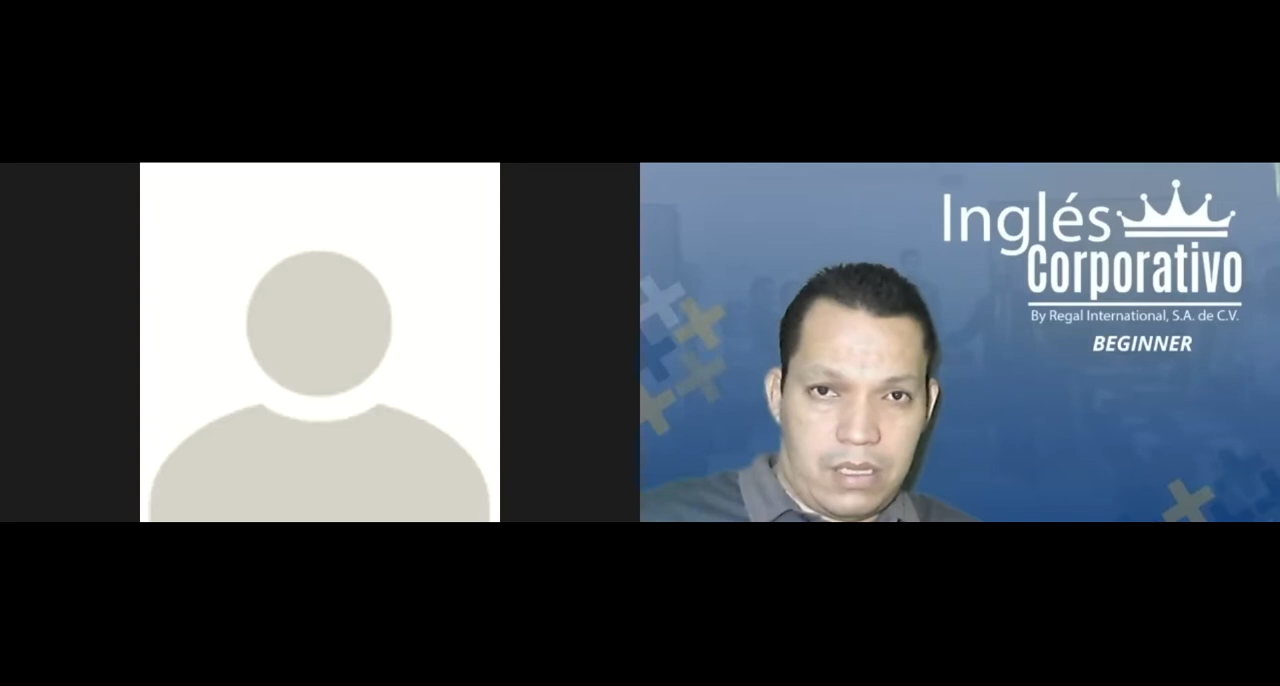 Inglés
Corporativo
By Regal International, S.A. de C.V.
BEGINNER